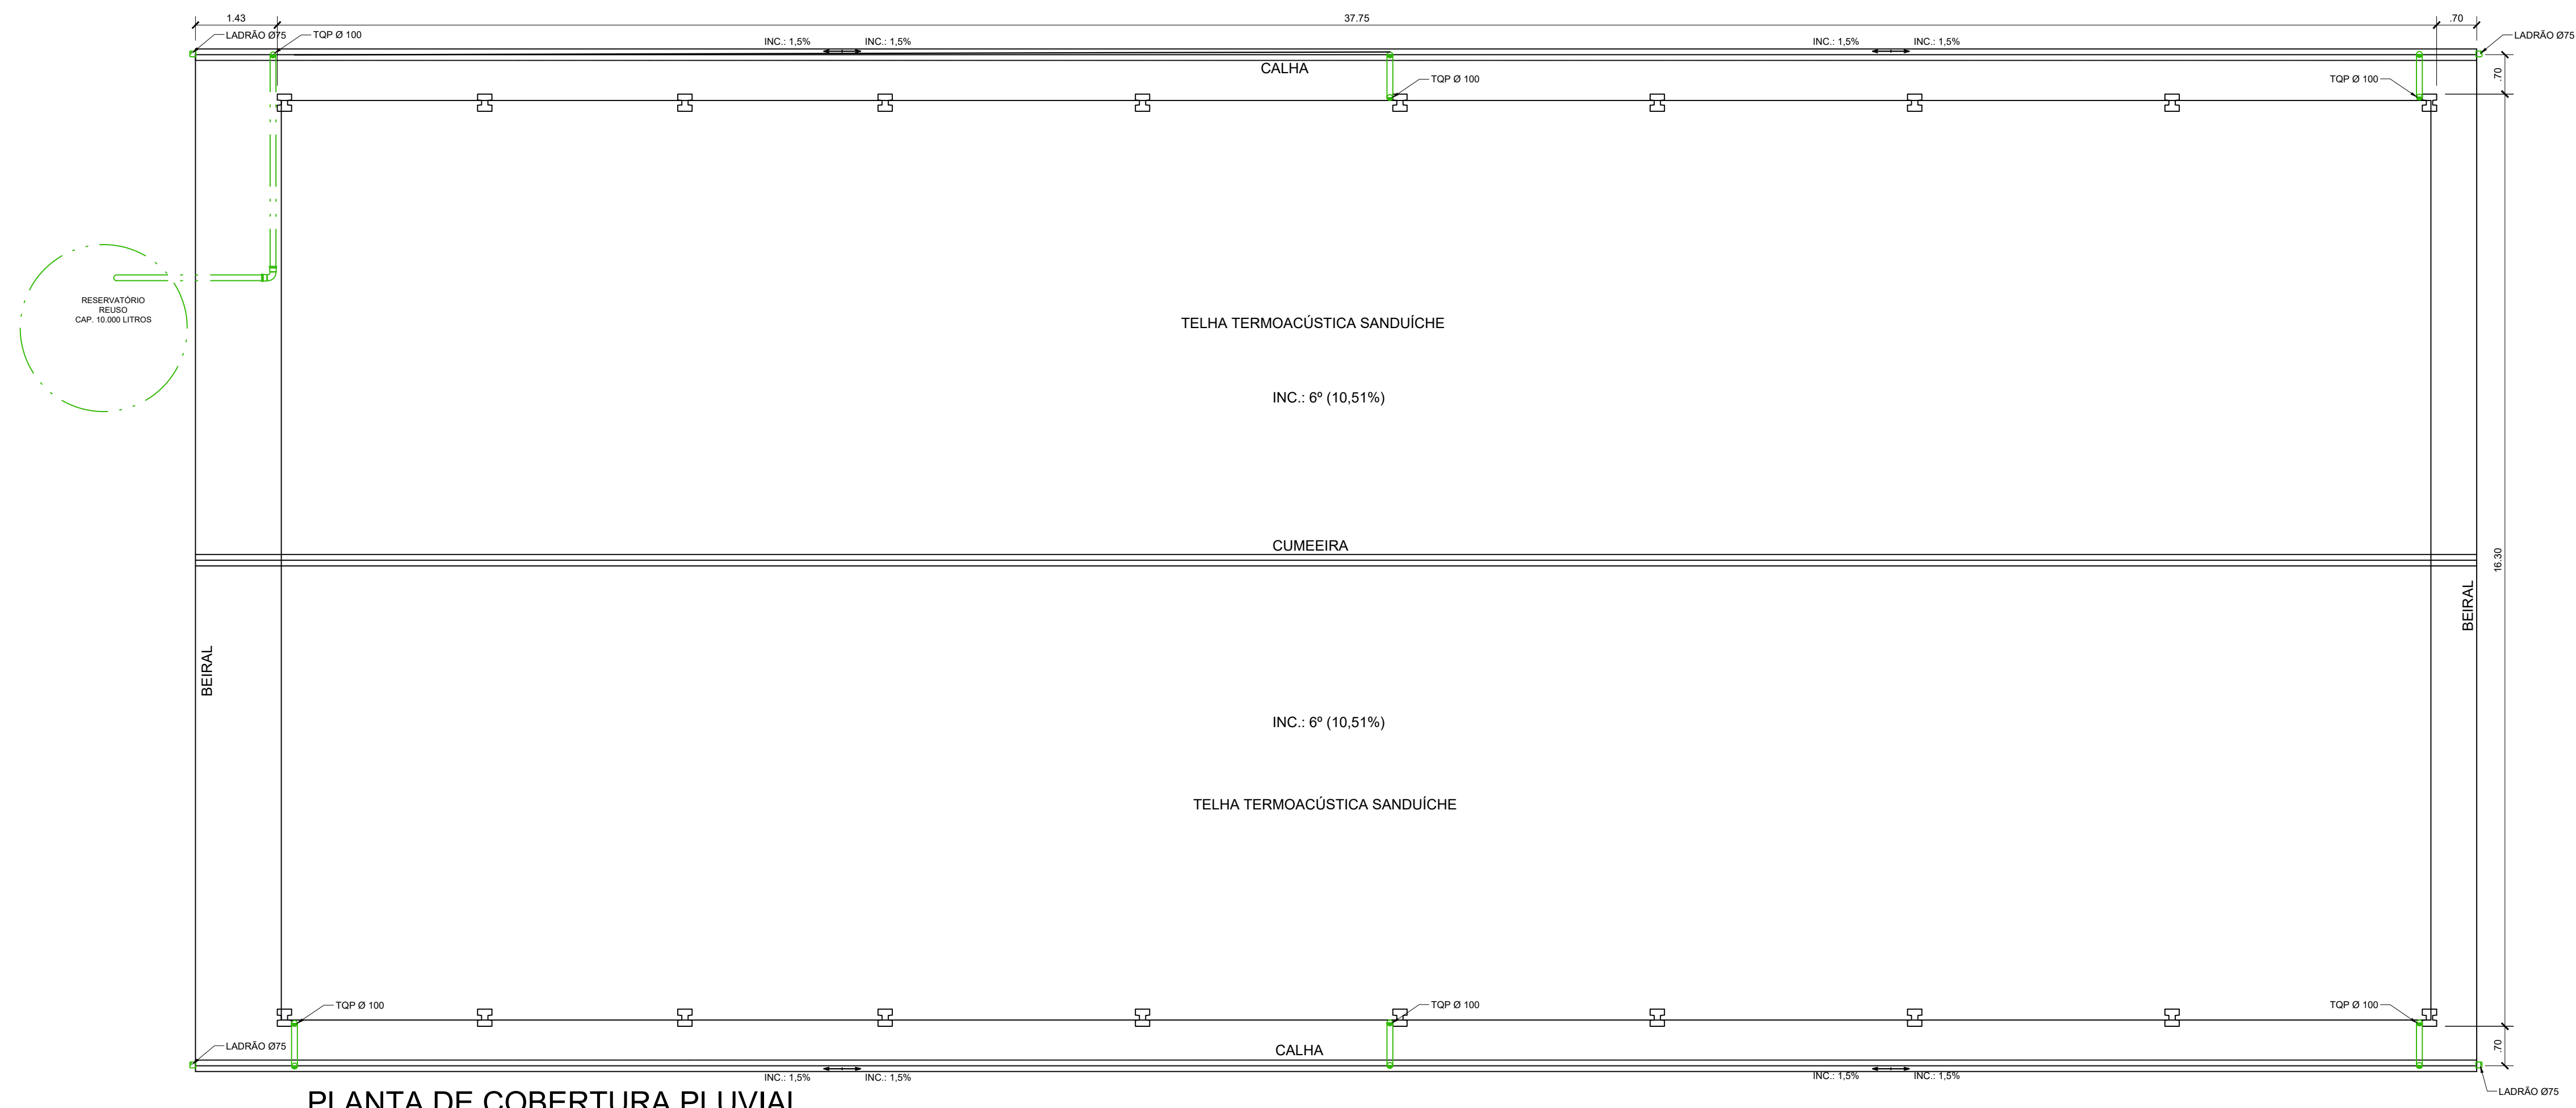 1.43
37.75
.70
LADRÃO Ø75
TQP Ø 100
INC.: 1,5%
INC.: 1,5%
INC.: 1,5%
INC.: 1,5%
LADRÃO Ø75
CALHA
TQP Ø 100
TQP Ø 100
.70
RESERVATÓRIO
REUSO
CAP. 10.000 LITROS
TELHA TERMOACÚSTICA SANDUÍCHE
INC.: 6º (10,51%)
CUMEEIRA
16.30
BEIRAL
BEIRAL
INC.: 6º (10,51%)
TELHA TERMOACÚSTICA SANDUÍCHE
TQP Ø 100
TQP Ø 100
TQP Ø 100
LADRÃO Ø75
CALHA
.70
INC.: 1,5%
INC.: 1,5%
INC.: 1,5%
INC.: 1,5%
LADRÃO Ø75
PLANTA DE COBERTURA PLUVIAL